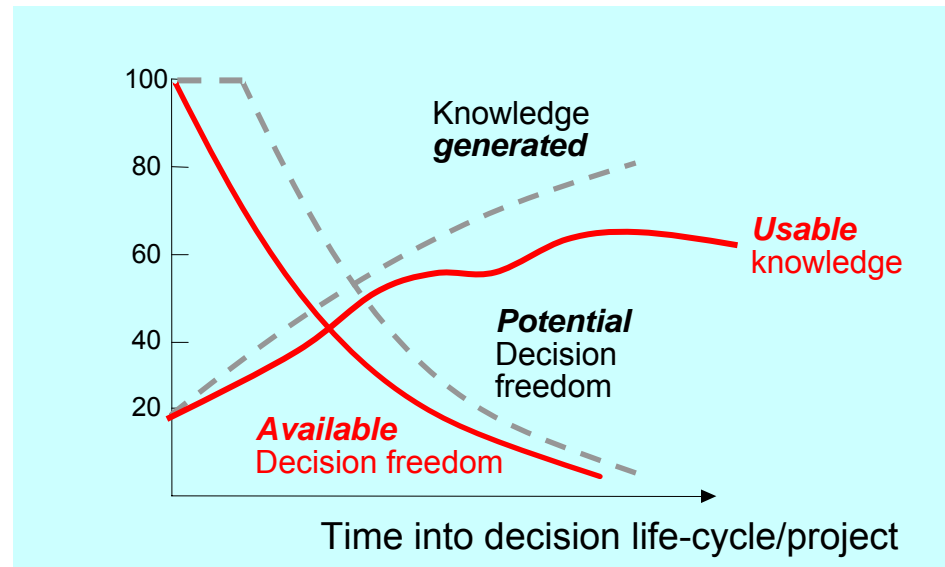 100
80
60
40
20
Knowledge
generated
Usable
knowledge
Potential
Decision
freedom
Available
Decision freedom
Time into decision life-cycle/project